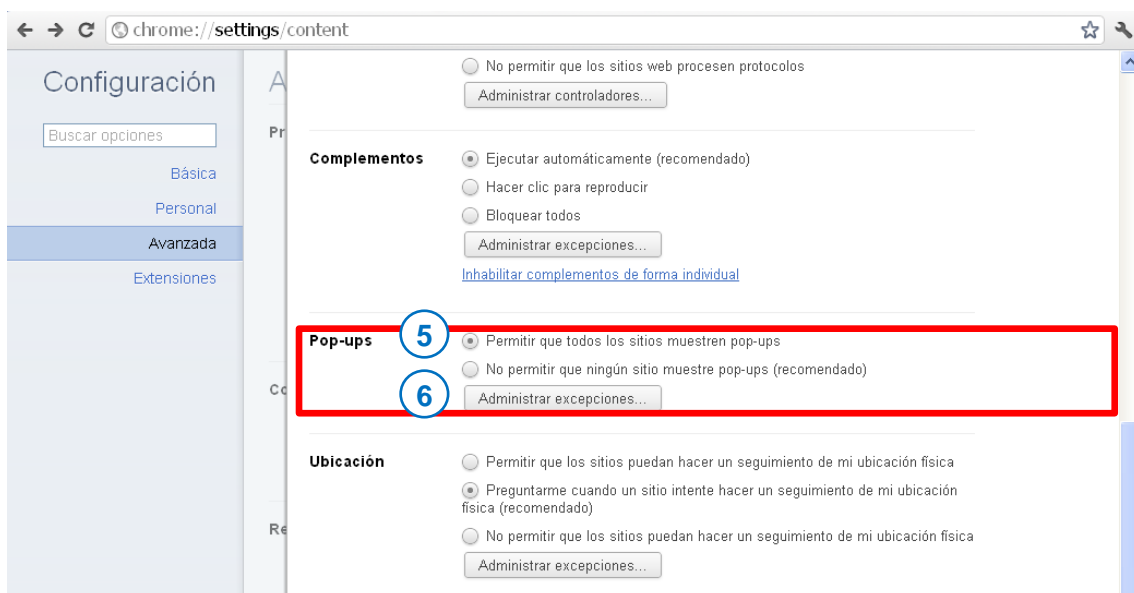 chrome://settings/content
Configuración
Buscar opciones
Básica
Personal
Avanzada
Extensiones
A
Pr
Co
Re
No permitir que los sitios web procesen protocolos
Administrar controladores...
Complementos
Ejecutar automáticamente (recomendado)
Hacer clic para reproducir
Bloquear todos
Administrar excepciones...
Inhabilitar complementos de forma individual
Pop-ups
5
Permitir que todos los sitios muestren pop-ups
No permitir que ningún sitio muestre pop-ups (recomendado)
6
Administrar excepciones...
Ubicación
Permitir que los sitios puedan hacer un seguimiento de mi ubicación física
Preguntarme cuando un sitio intente hacer un seguimiento de mi ubicación
física (recomendado)
No permitir que los sitios puedan hacer un seguimiento de mi ubicación física
Administrar excepciones...